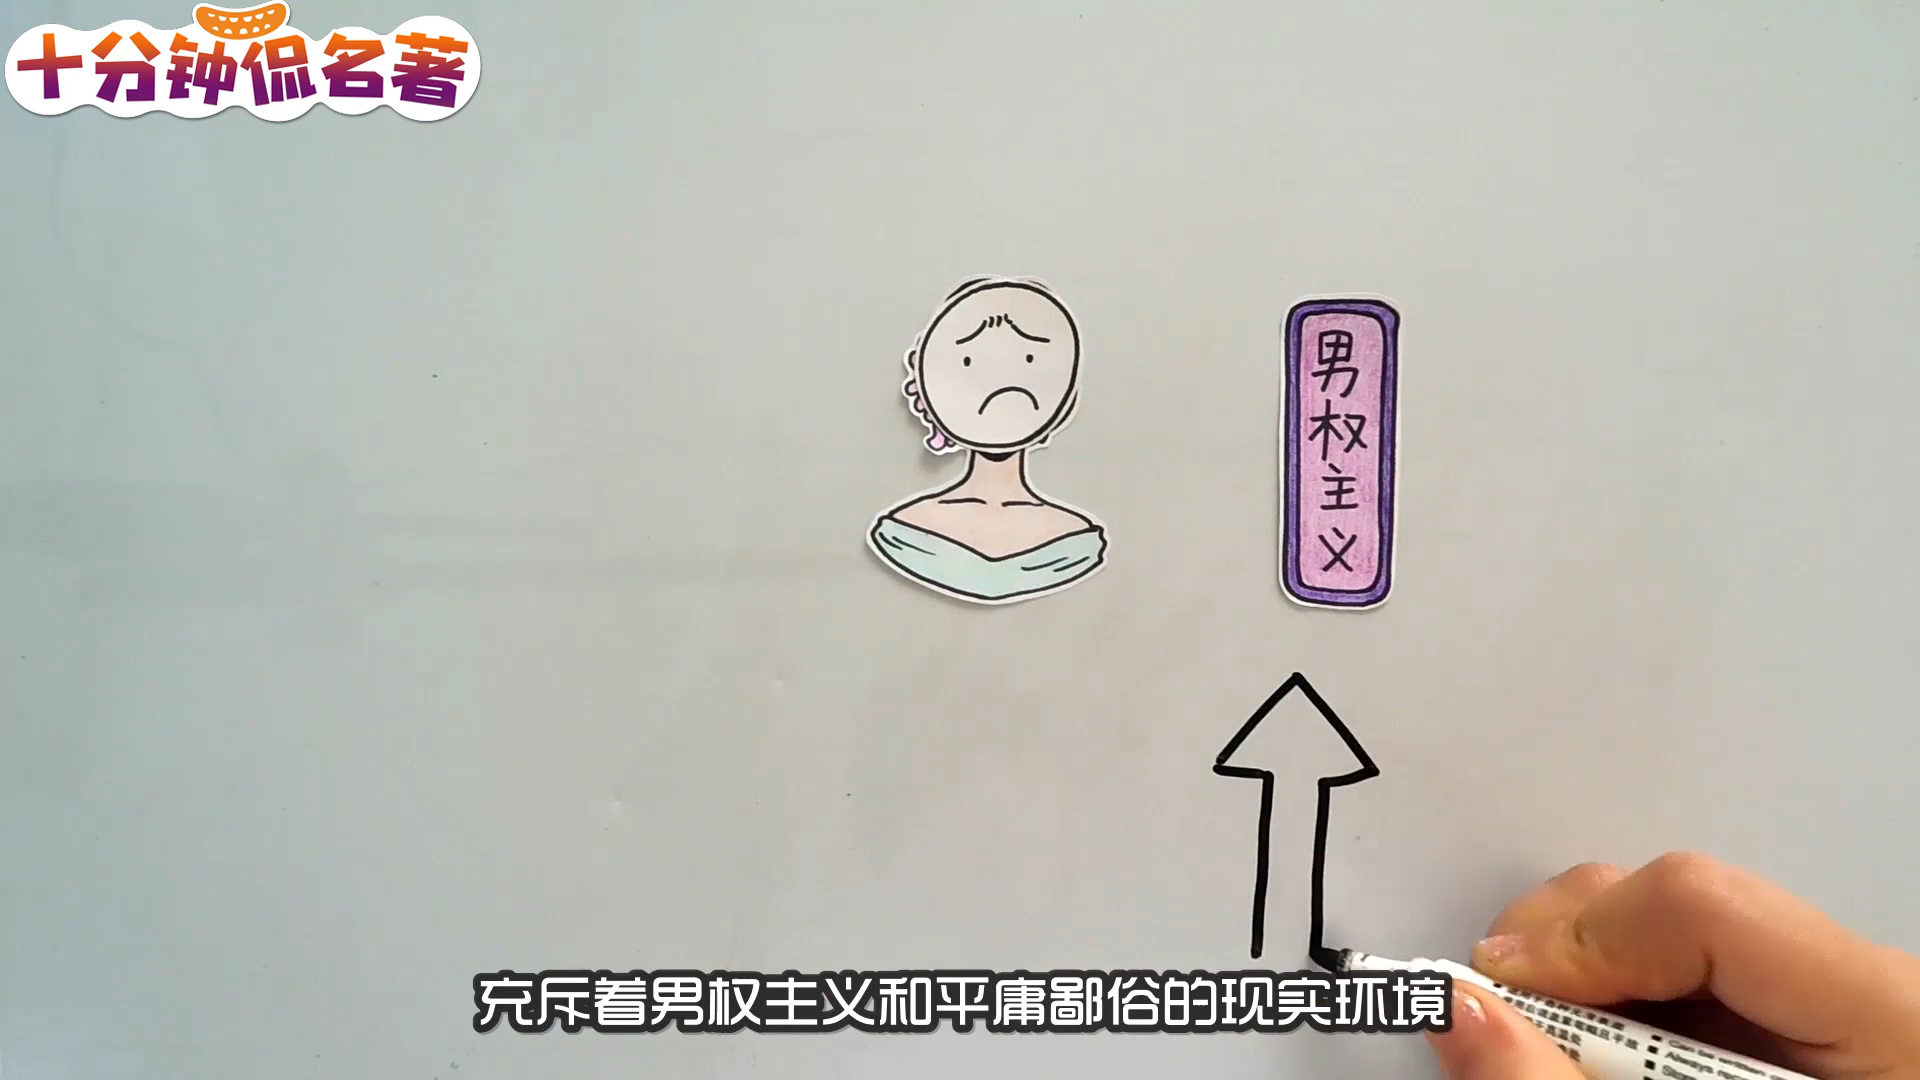 十分钟侃名著
男权主义
充斥着男权主义和平庸鄙俗的现实环境